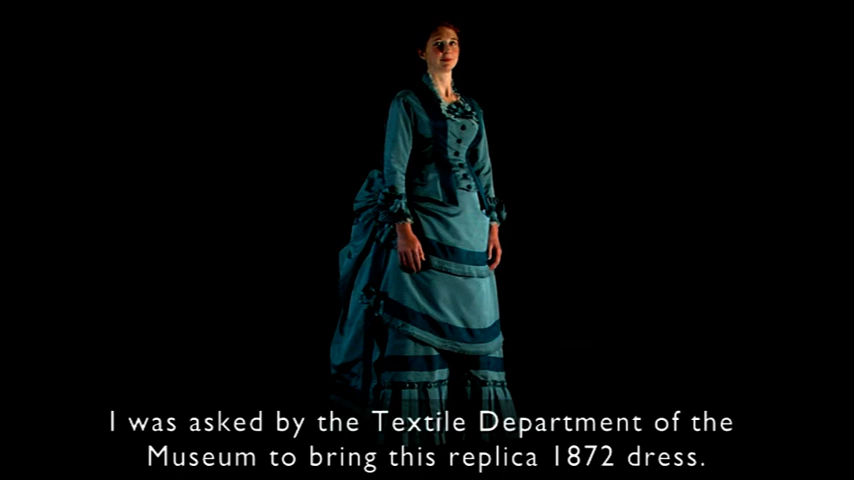 I was asked by the Textile Department of the
Museum to bring this replica 1872 dress.